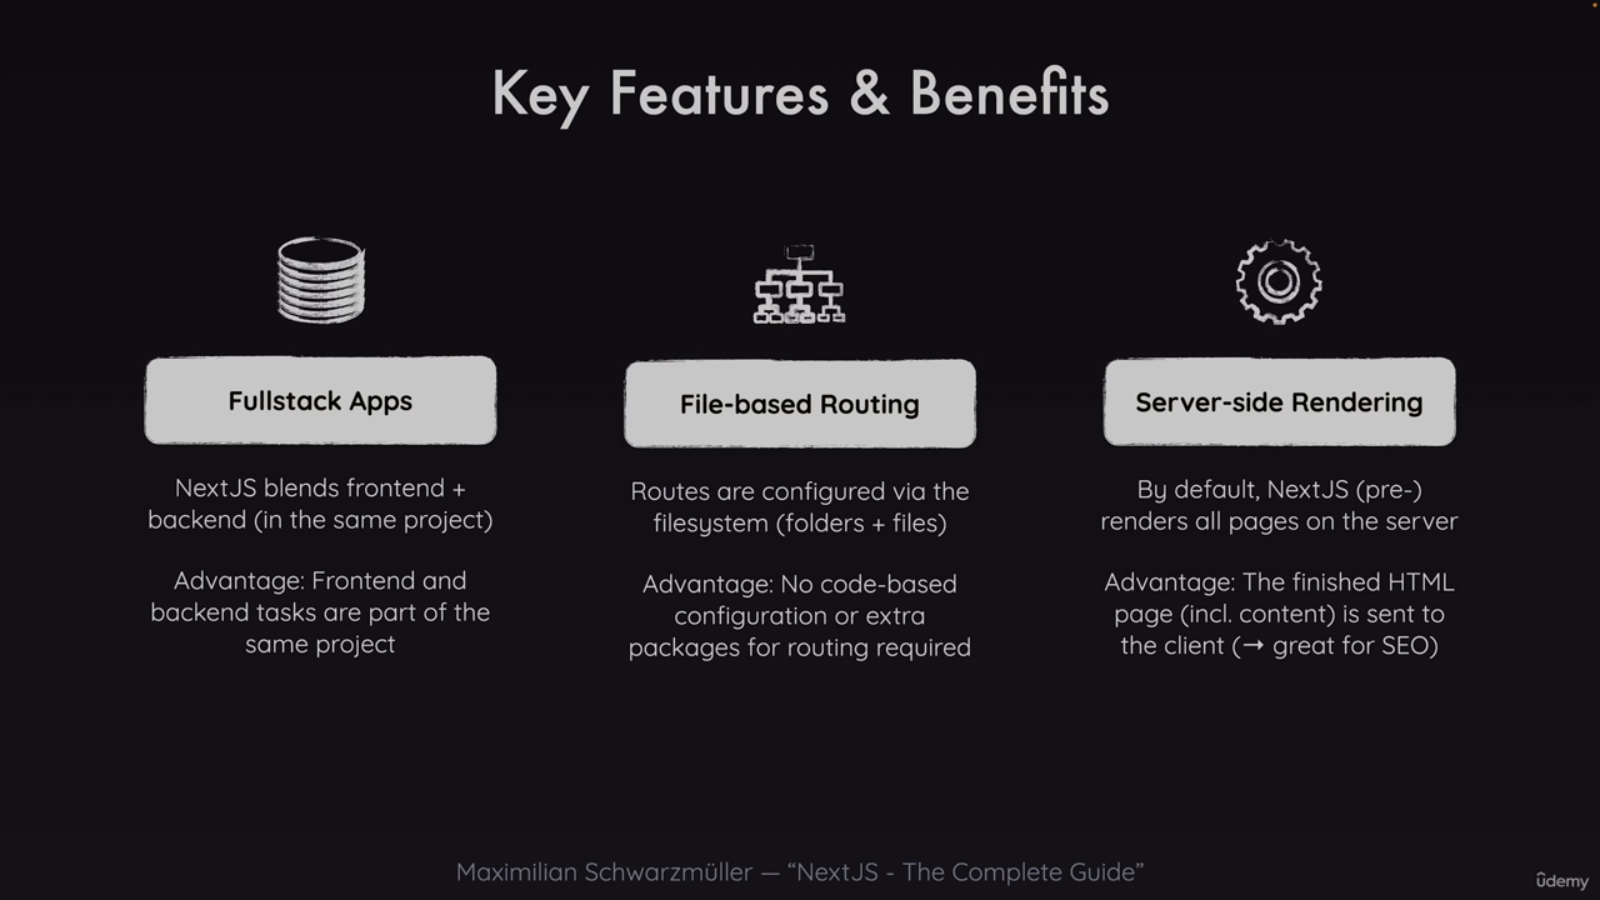 Key Features & Benefits
Fullstack Apps
NextJS blends frontend +
backend (in the same project)
Advantage: Frontend and
backend tasks are part of the
same project
File-based Routing
Routes are configured via the
filesystem (folders + files)
Advantage: No code-based
configuration or extra
packages for routing required
Server-side Rendering
By default, NextJS (pre-)
renders all pages on the server
Advantage: The finished HTML
page (incl. content) is sent to
the client (→ great for SEO)
Maximilian Schwarzmüller — “NextJS - The Complete Guide”
ûdemy